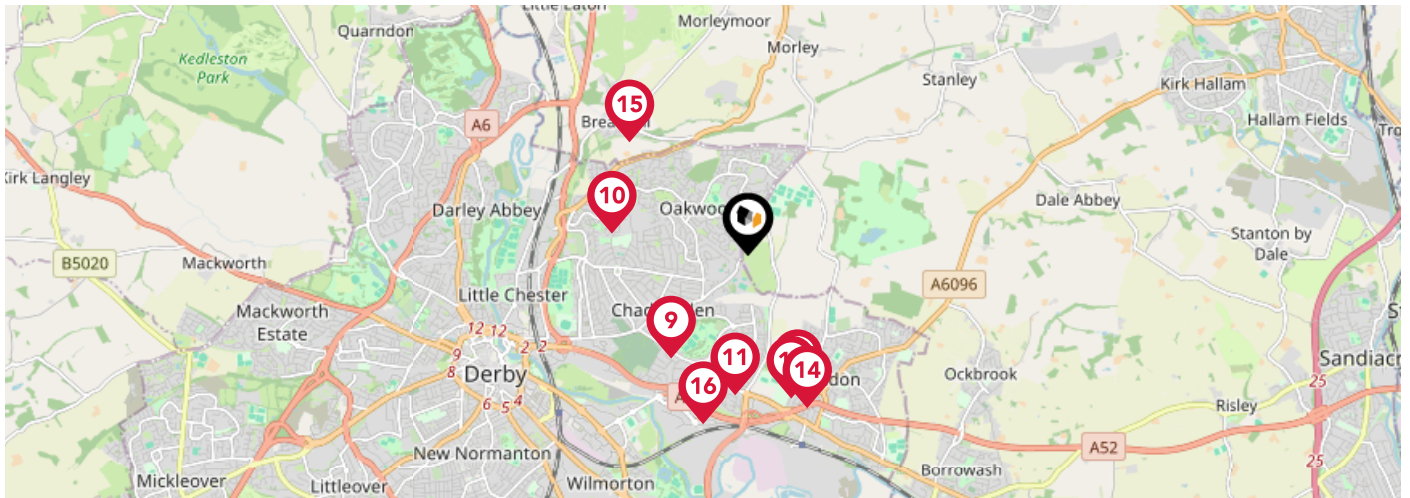 Little Eaton
Quarndon
Morleymoor
Kedleston
Park
Morley
Stanley
Kirk Hallam
A6
15
Hallam Fields
Kirk Langley
10
Darley Abbey
Dale Abbey
Stanton by
Dale
B5020
Mackworth
A6096
Little Chester
Mackworth
Estate
9
12 12
2 2
9
8
Derby
6 5 4
11
14
16
Ockbrook
Sandiacr
25
Risley
A52
25
New Normanton
Borrowash
Mickleover
Littleover
Wilmorton